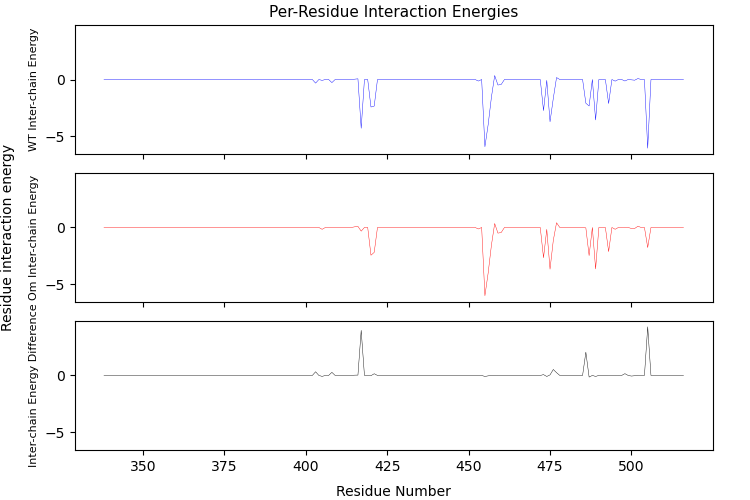 Per-Residue Interaction Energies
Residue interaction energy
WT Inter-chain Energy
0
−5
Om Inter-chain Energy
0
−5
Inter-chain Energy Difference
0
−5
350
375
400
425
450
475
500
Residue Number